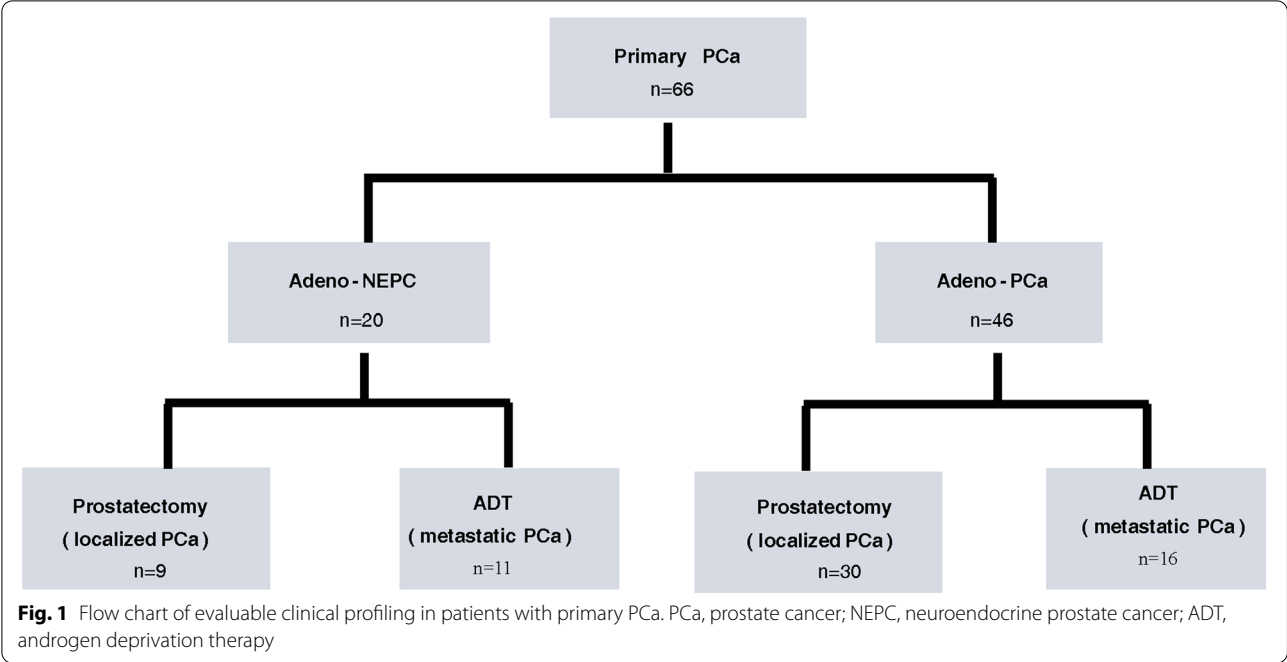 Primary PCa
n=66
Adeno-NEPC
n=20
Adeno-PCa
n=46
Prostatectomy
(localized PCa)
n=9
ADT
(metastatic PCa)
n=11
Prostatectomy
(localized PCa)
n=30
ADT
(metastatic PCa)
n=16
Fig. 1 Flow chart of evaluable clinical profiling in patients with primary PCa. PCa, prostate cancer; NEPC, neuroendocrine prostate cancer; ADT,
androgen deprivation therapy